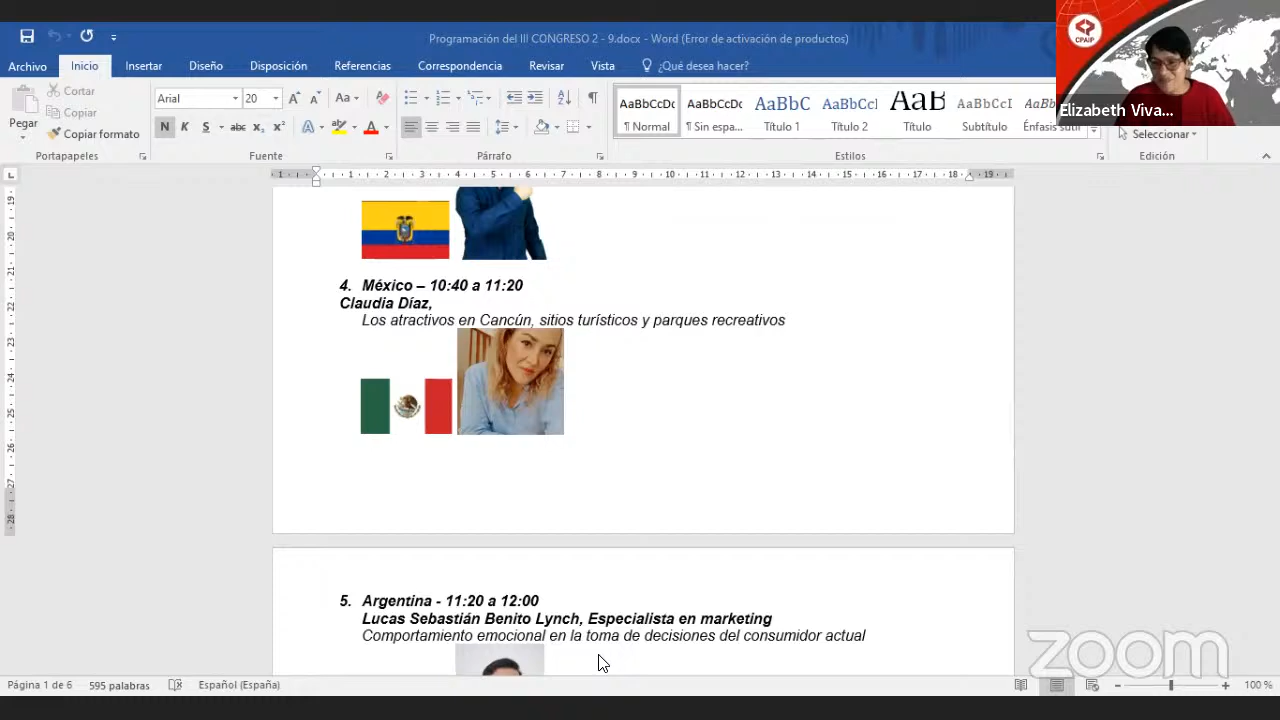 Programación del III CONGRESO 2 - 9.docx - Word (Error de activación de productos)
Archivo Inicio Insertar Diseño Disposición Referencias Correspondencia Revisar Vista ¿Qué desea hacer?
CPAIP
Elizabeth Viva...
Pegar
Cortar
Copiar
Copiar formato
Portapapeles
Arial 20
N K S abc x₂ x²
Fuente
Párrafo
AaBbCcDc AaBbCcDc AaBbC AaBbCcI AaB AaBbCcI
¶ Normal ¶ Sin espa... Título 1 Título 2 Título Subtítulo Énfasis sutil
Estilos
Seleccionar
Edición
4. México – 10:40 a 11:20
Claudia Díaz,
Los atractivos en Cancún, sitios turísticos y parques recreativos
5. Argentina - 11:20 a 12:00
Lucas Sebastián Benito Lynch, Especialista en marketing
Comportamiento emocional en la toma de decisiones del consumidor actual
zoom
Página 1 de 6 595 palabras Español (España) 100 %